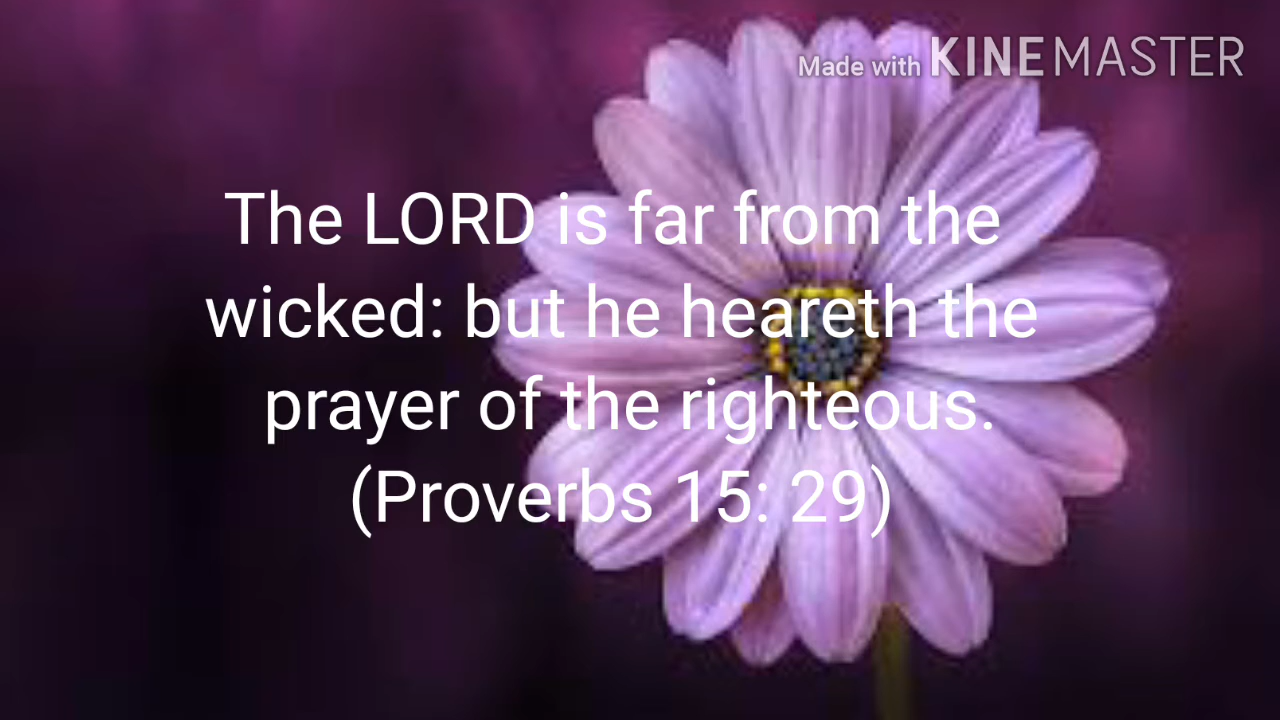 Made with KINEMASTER
The LORD is far from the
wicked: but he heareth the
prayer of the righteous.
(Proverbs 15: 29)